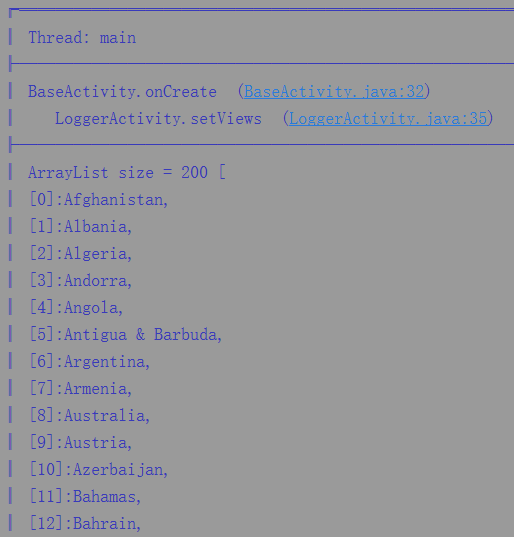 Thread: main
BaseActivity.onCreate (BaseActivity.java:32)
LoggerActivity.setViews (LoggerActivity.java:35)
ArrayList size = 200 [
[0]:Afghanistan,
[1]:Albania,
[2]:Algeria,
[3]:Andorra,
[4]:Angola,
[5]:Antigua & Barbuda,
[6]:Argentina,
[7]:Armenia,
[8]:Australia,
[9]:Austria,
[10]:Azerbaijan,
[11]:Bahamas,
[12]:Bahrain,